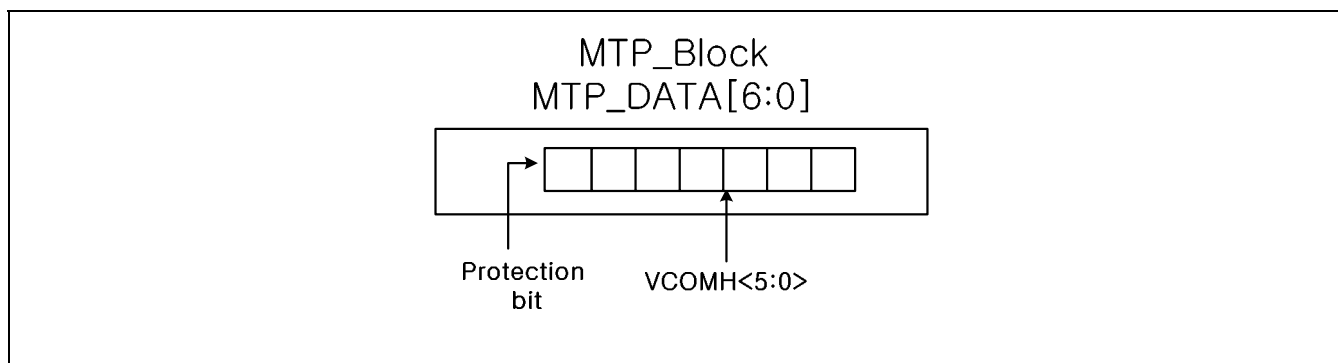 MTP_Block
MTP_DATA[6:0]
Protection
bit
VCOMH<5:0>